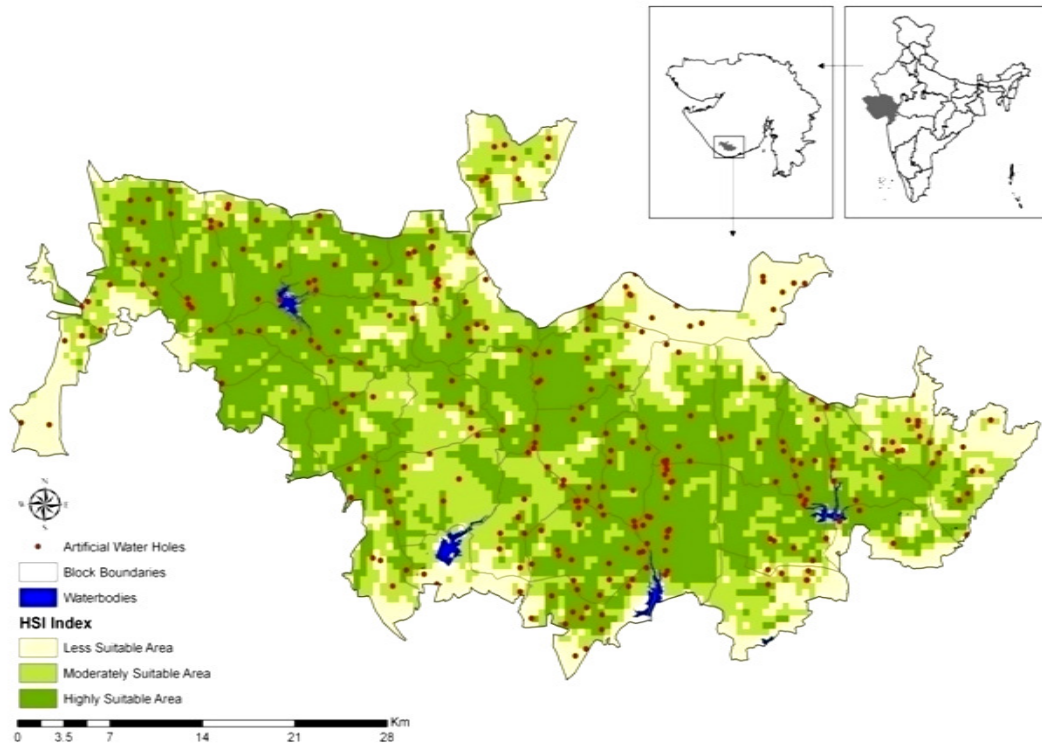 N
W E
S
Artificial Water Holes
Block Boundaries
Waterbodies
HSI Index
Less Suitable Area
Moderately Suitable Area
Highly Suitable Area
Km
0 3.5 7 14 21 28